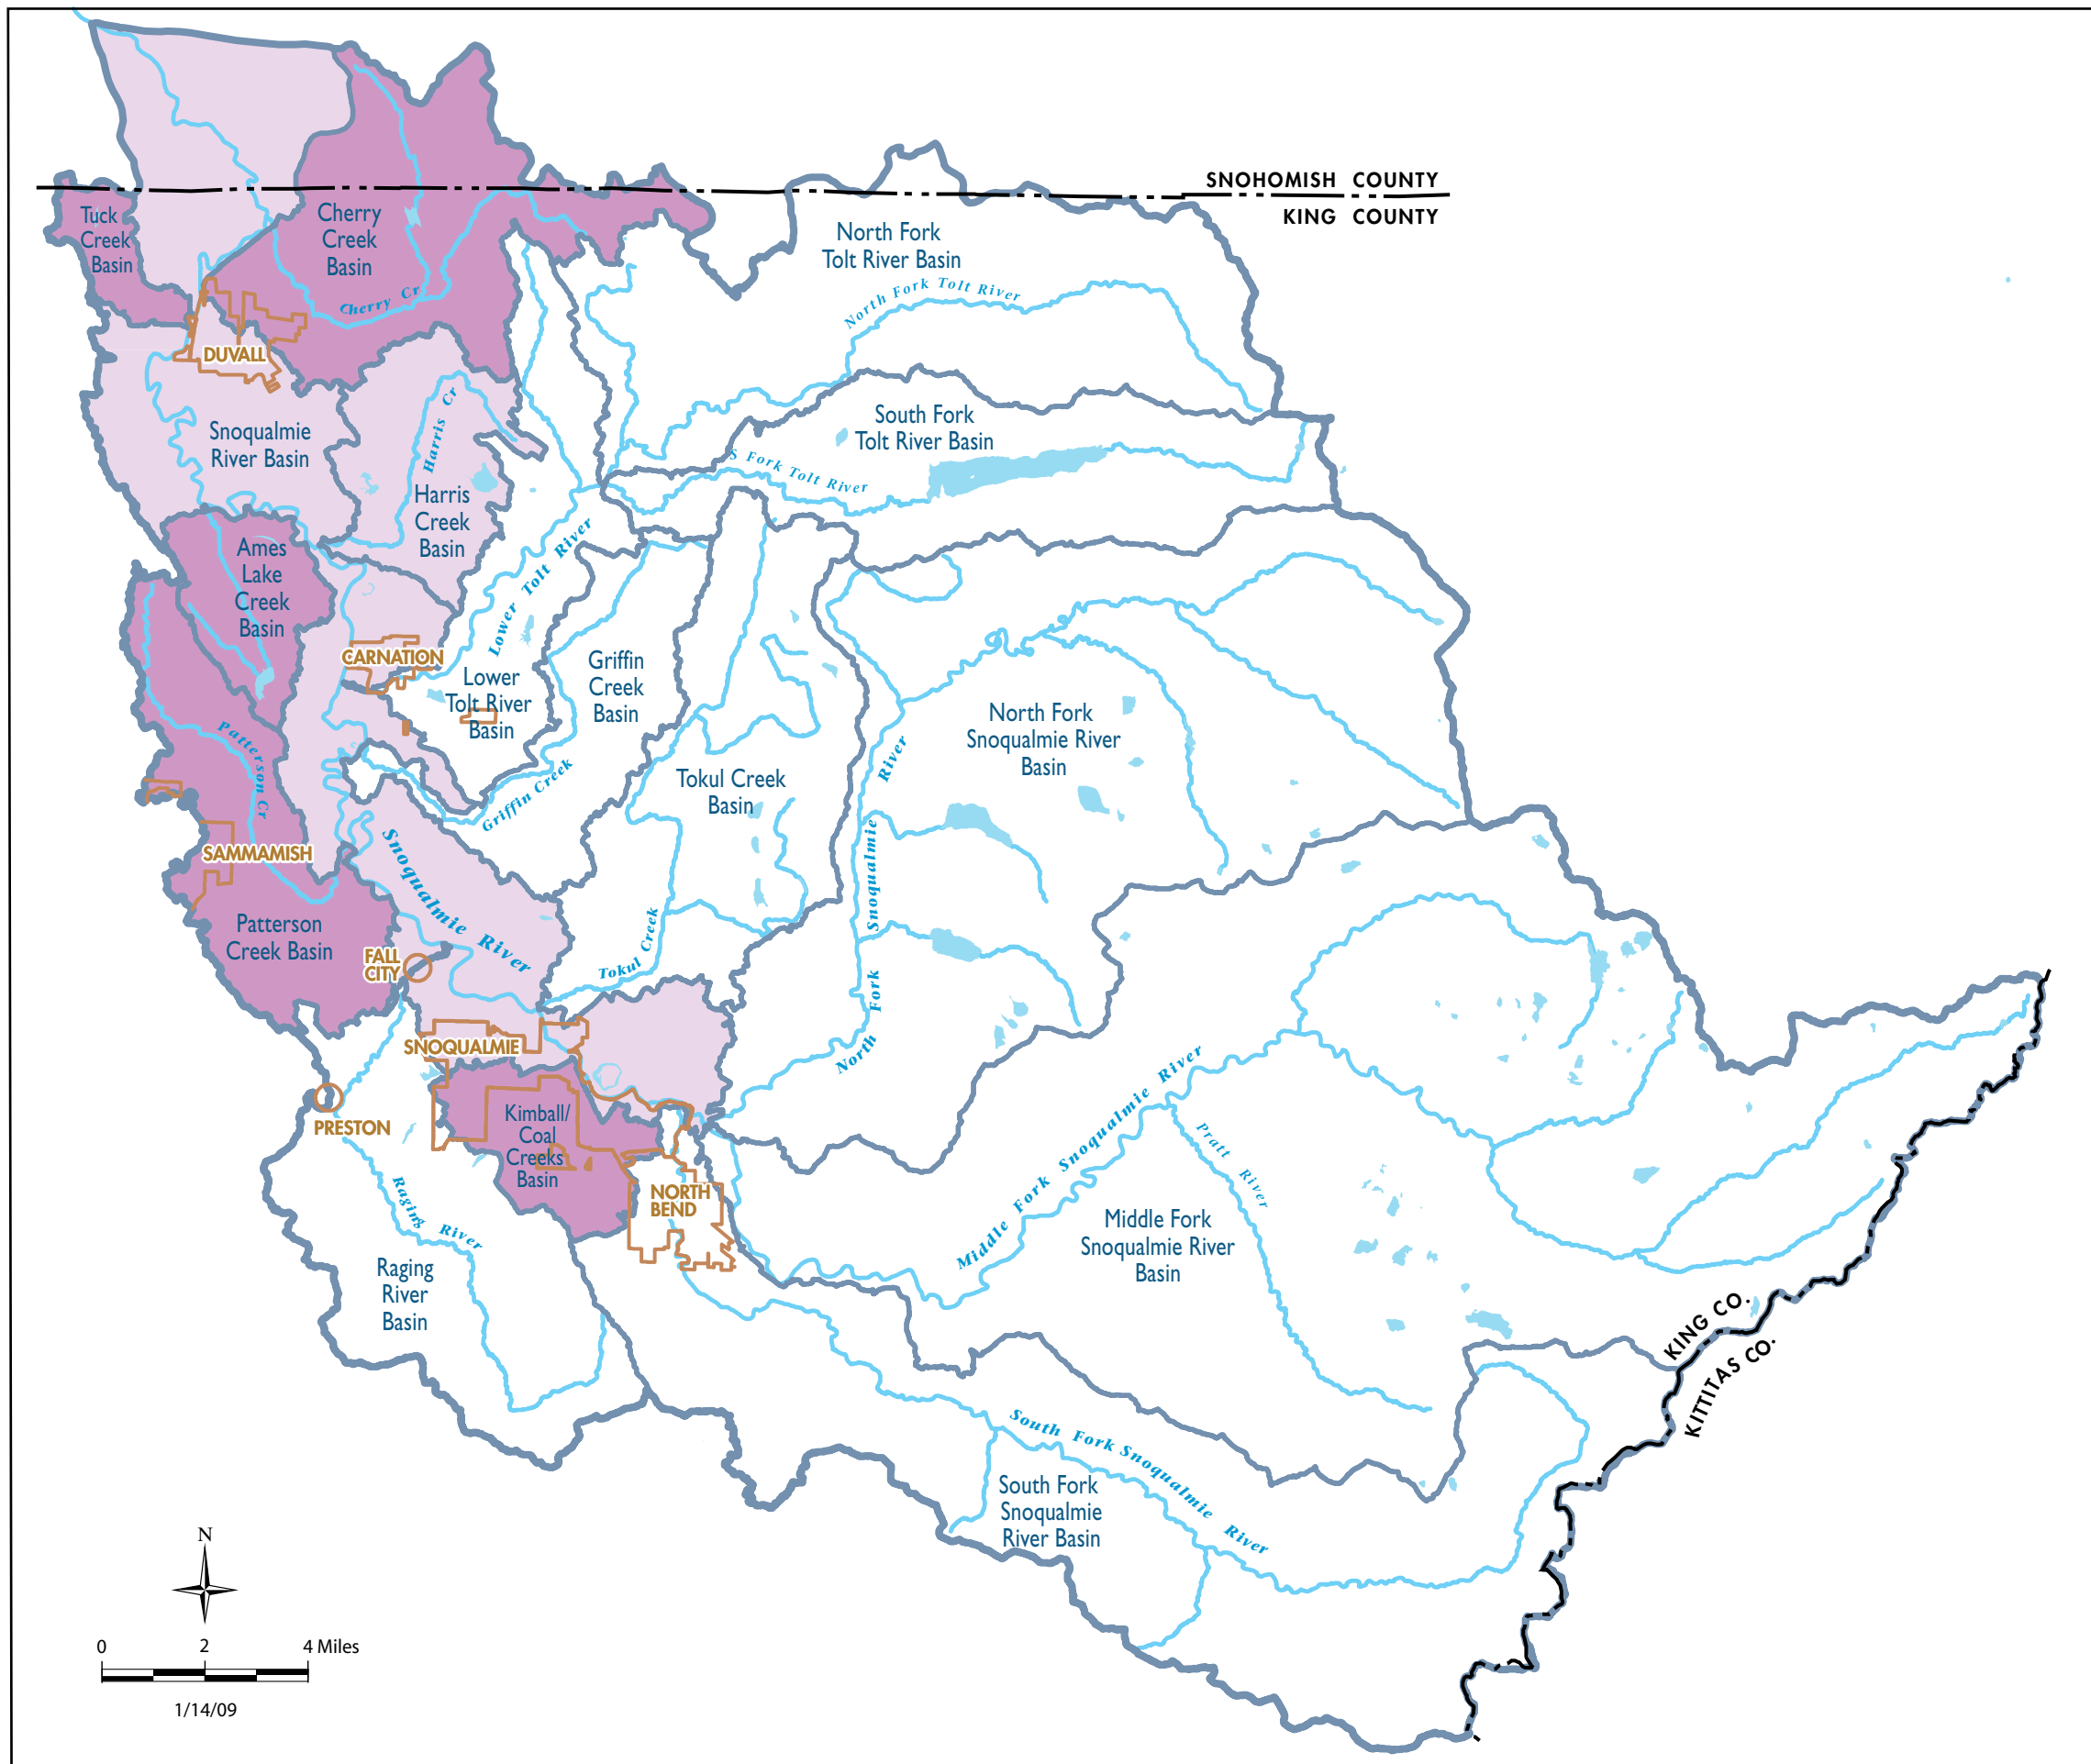 SNOHOMISH COUNTY
KING COUNTY
Tuck
Creek
Basin
Cherry
Creek
Basin
Cherry Cr
North Fork
Tolt River Basin
North Fork Tolt River
DUVALL
Snoqualmie
River Basin
Harris Cr
Harris
Creek
Basin
South Fork
Tolt River Basin
S Fork Tolt River
Ames
Lake
Creek
Basin
Lower Tolt River
CARNATION
Lower
Tolt River
Basin
Griffin
Creek
Basin
Griffin Creek
Patterson Cr
Tokul Creek
Basin
North Fork
Snoqualmie River
Basin
North Fork Snoqualmie River
SAMMAMISH
Snoqualmie River
Patterson
Creek Basin
FALL
CITY
Tokul Creek
SNOQUALMIE
PRESTON
Kimball/
Coal
Creeks
Basin
NORTH
BEND
Raging River
Raging
River
Basin
Middle Fork Snoqualmie River
Pratt River
Middle Fork
Snoqualmie River
Basin
KING CO.
KITTITAS CO.
South Fork Snoqualmie River
South Fork
Snoqualmie
River Basin
N
0 2 4 Miles
1/14/09